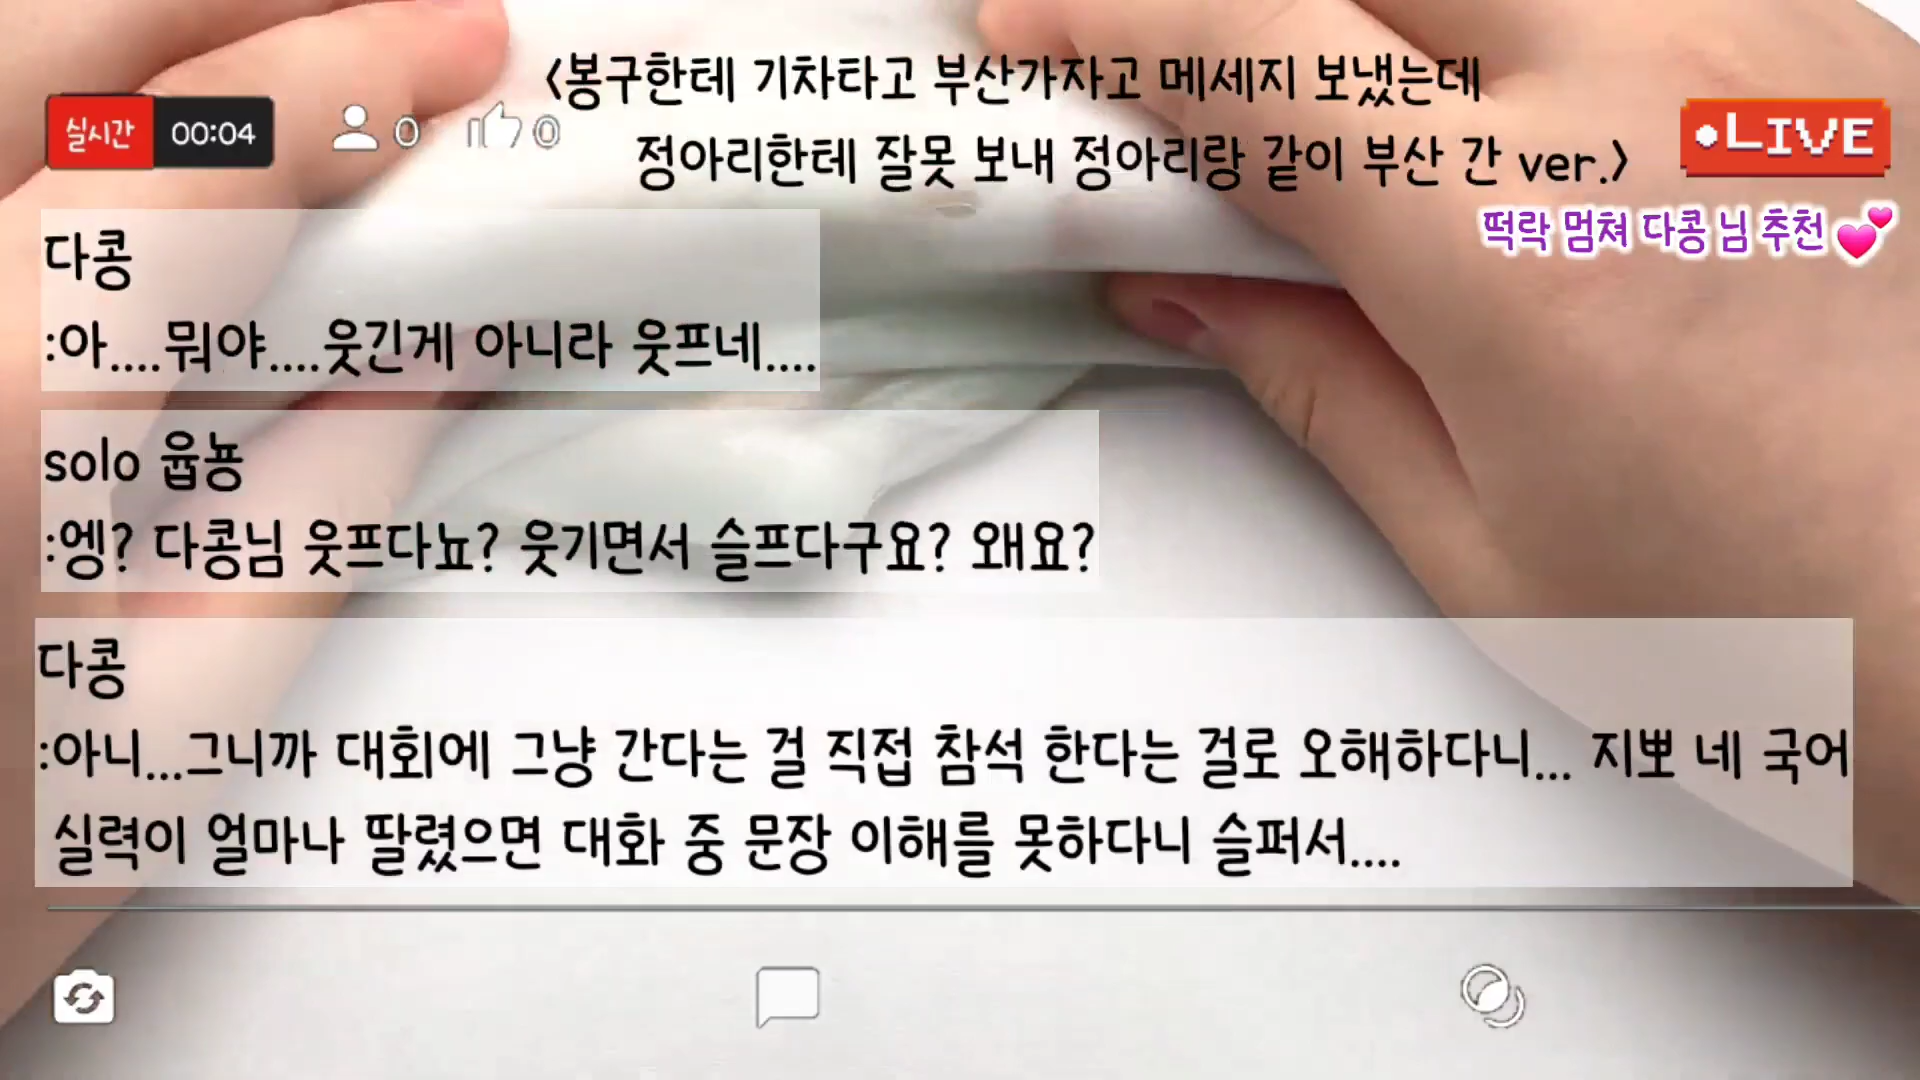 <봉구한테 기차타고 부산가자고 메세지 보냈는데
정아리한테 잘못 보내 정아리랑 같이 부산 간 ver.>
실시간 00:04 0 0
•LIVE
떡락 멈쳐 다콩 님 추천 💕
다콩
:아....뭐야....웃긴게 아니라 웃프네....
solo 윱뇽
:엥? 다콩님 웃프다뇨? 웃기면서 슬프다구요? 왜요?
다콩
:아니...그니까 대회에 그냥 간다는 걸 직접 참석 한다는 걸로 오해하다니... 지뽀 네 국어
실력이 얼마나 딸렸으면 대화 중 문장 이해를 못하다니 슬퍼서....